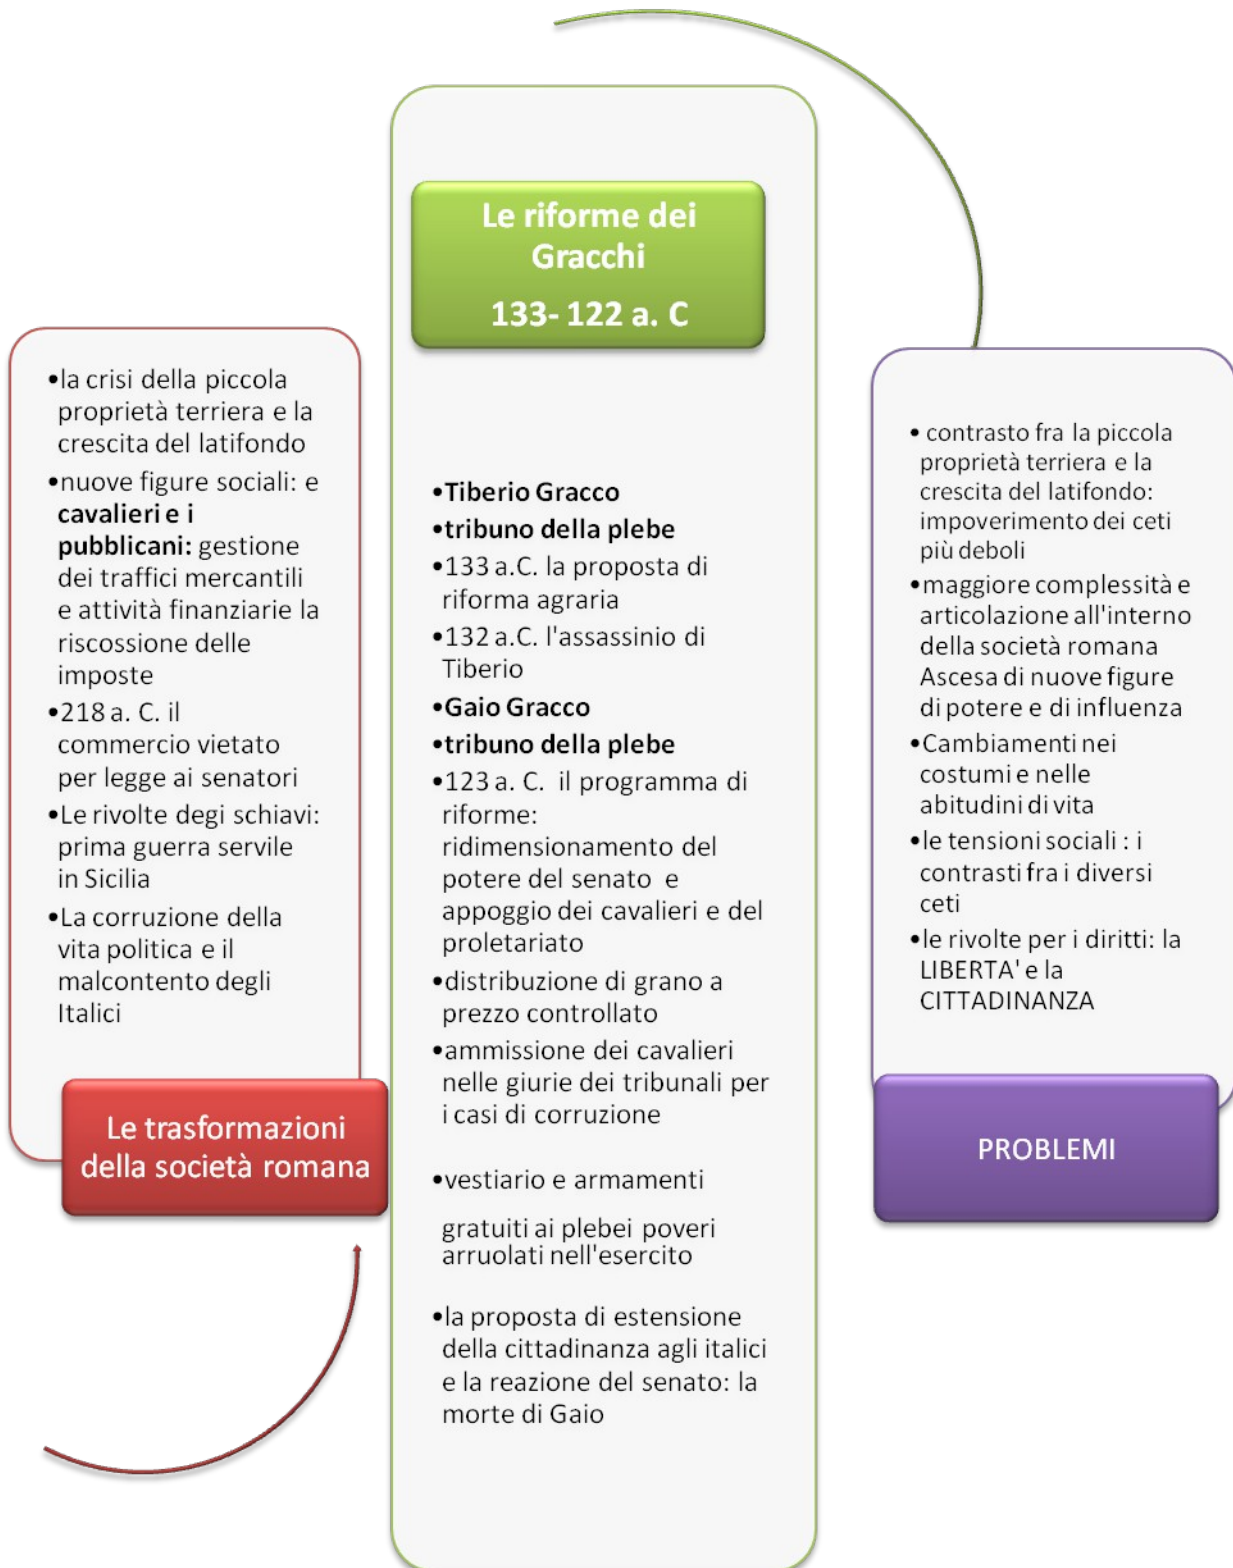 •la crisi della piccola
proprietà terriera e la
crescita del latifondo
•nuove figure sociali: e
cavalieri e i
pubblicani: gestione
dei traffici mercantili
e attività finanziarie la
riscossione delle
imposte
•218 a. C. il
commercio vietato
per legge ai senatori
•Le rivolte degi schiavi:
prima guerra servile
in Sicilia
•La corruzione della
vita politica e il
malcontento degli
Italici
Le trasformazioni
della società romana
Le riforme dei
Gracchi
133- 122 a. C
•Tiberio Gracco
•tribuno della plebe
•133 a.C. la proposta di
riforma agraria
•132 a.C. l'assassinio di
Tiberio
•Gaio Gracco
•tribuno della plebe
•123 a. C. il programma di
riforme:
ridimensionamento del
potere del senato e
appoggio dei cavalieri e del
proletariato
•distribuzione di grano a
prezzo controllato
•ammissione dei cavalieri
nelle giurie dei tribunali per
i casi di corruzione
•vestiario e armamenti
gratuiti ai plebei poveri
arruolati nell'esercito
•la proposta di estensione
della cittadinanza agli italici
e la reazione del senato: la
morte di Gaio
• contrasto fra la piccola
proprietà terriera e la
crescita del latifondo:
impoverimento dei ceti
più deboli
•maggiore complessità e
articolazione all'interno
della società romana
Ascesa di nuove figure
di potere e di influenza
•Cambiamenti nei
costumi e nelle
abitudini di vita
•le tensioni sociali : i
contrasti fra i diversi
ceti
•le rivolte per i diritti: la
LIBERTA' e la
CITTADINANZA
PROBLEMI